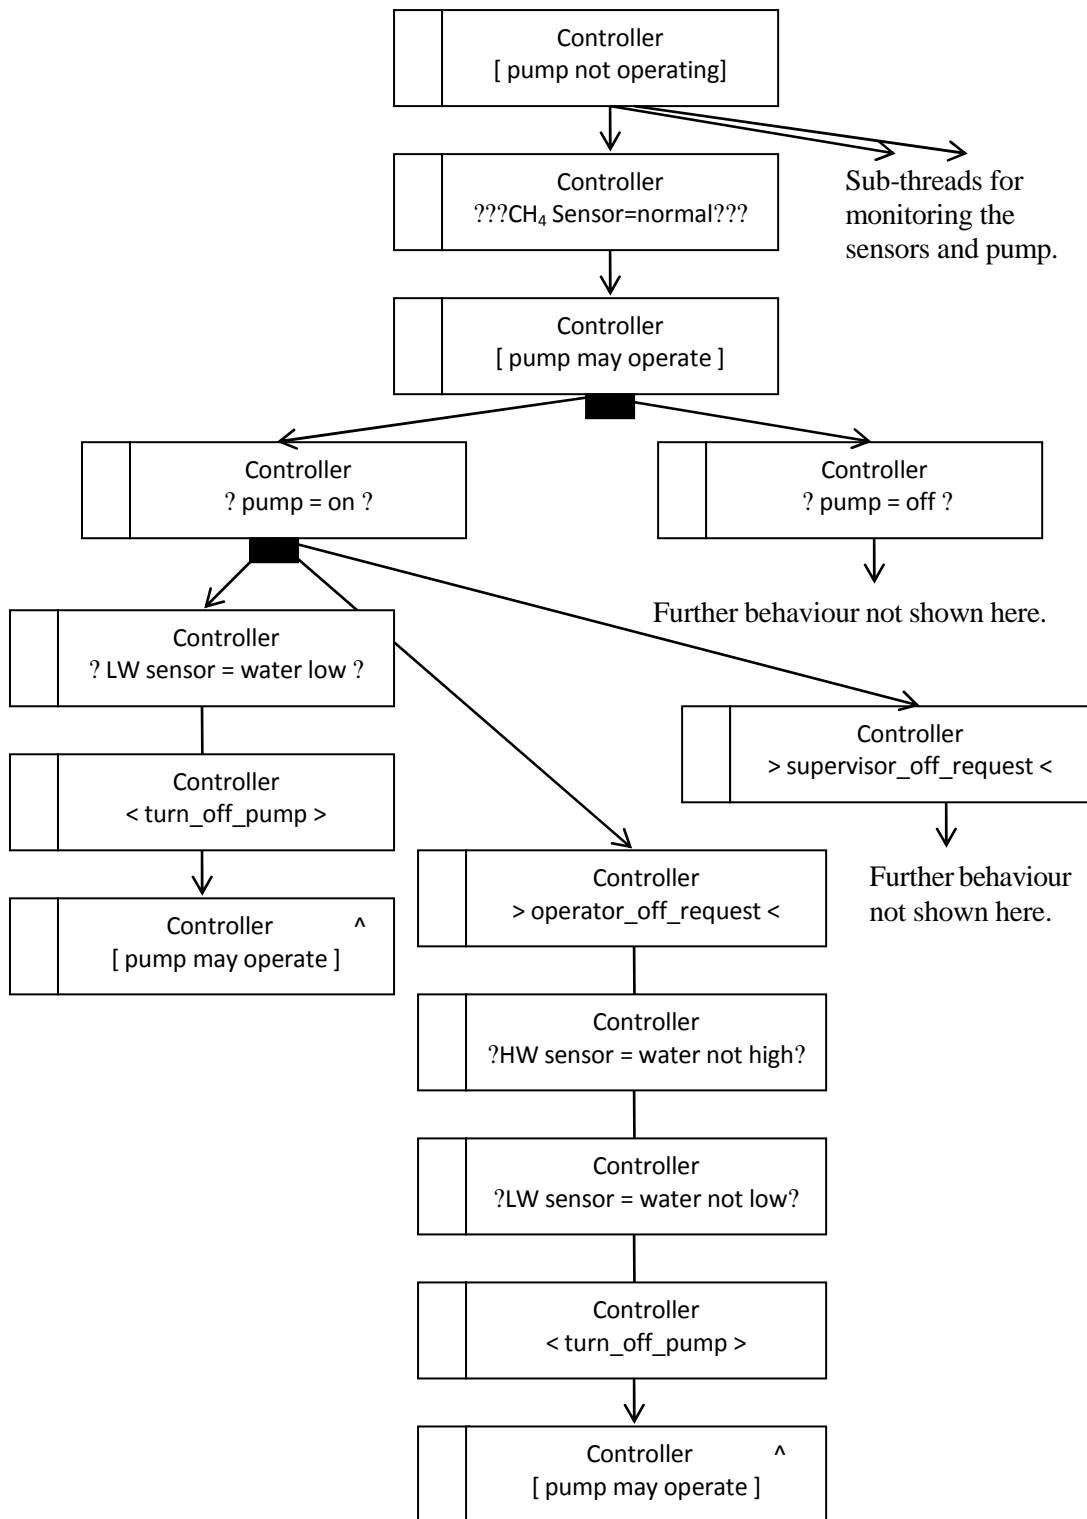 Controller
[ pump not operating]
Sub-threads for
monitoring the
sensors and pump.
Controller
???CH₄ Sensor=normal???
Controller
[ pump may operate ]
Controller
? pump = on ?
Controller
? pump = off ?
Further behaviour not shown here.
Controller
? LW sensor = water low ?
Controller
> supervisor_off_request <
Further behaviour
not shown here.
Controller
< turn_off_pump >
Controller ^
[ pump may operate ]
Controller
> operator_off_request <
Controller
?HW sensor = water not high?
Controller
?LW sensor = water not low?
Controller
< turn_off_pump >
Controller ^
[ pump may operate ]